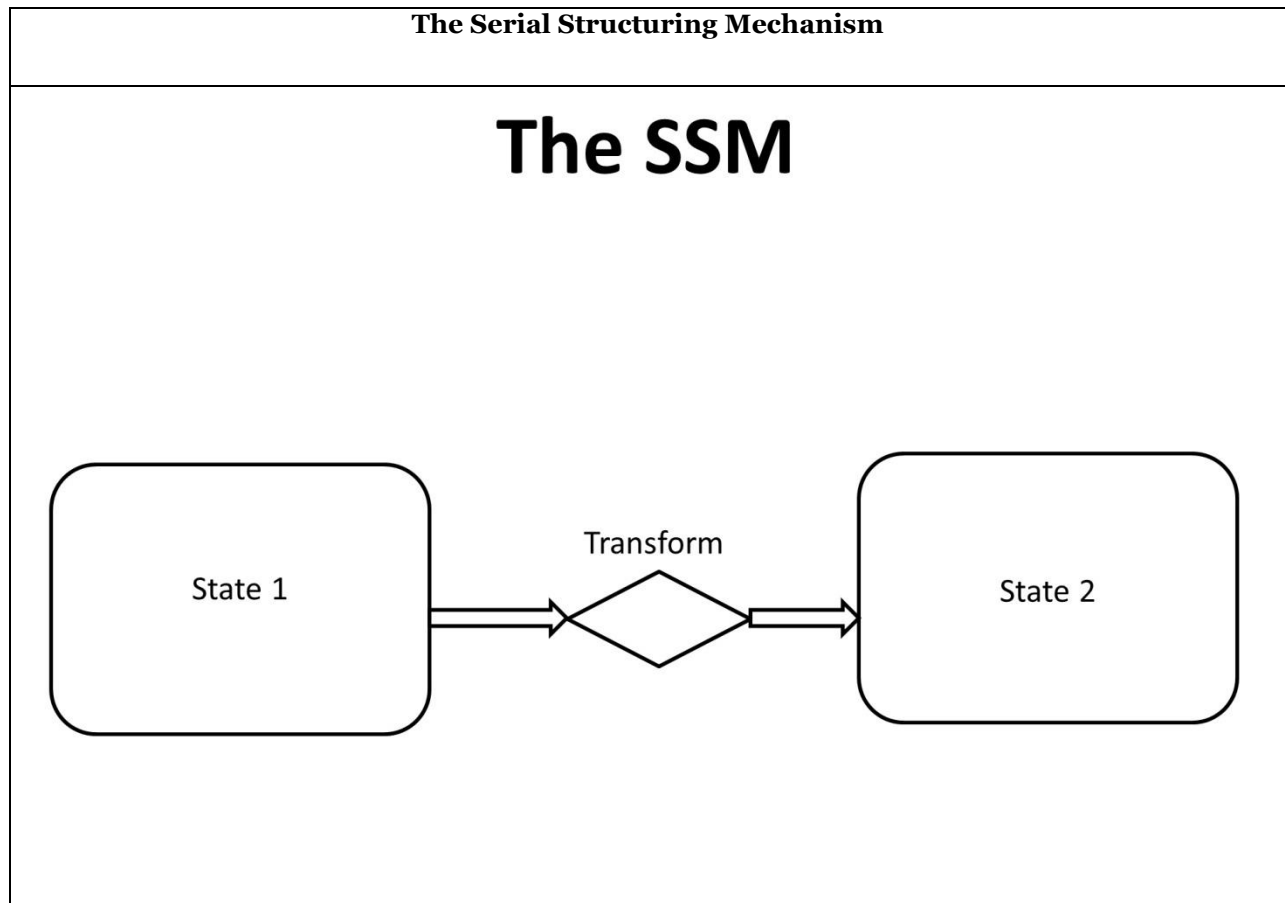 The Serial Structuring Mechanism
The SSM
Transform
State 1
State 2